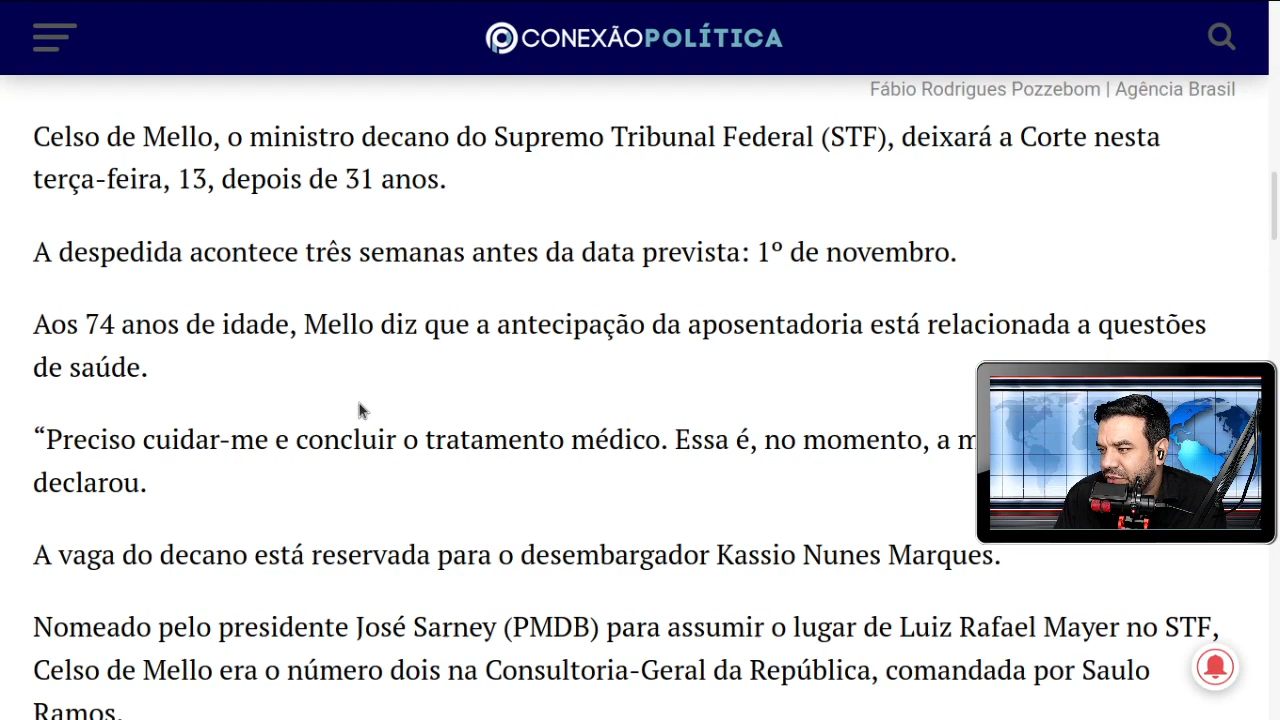 CONEXÃOPOLÍTICA
Fábio Rodrigues Pozzebom | Agência Brasil
Celso de Mello, o ministro decano do Supremo Tribunal Federal (STF), deixará a Corte nesta
terça-feira, 13, depois de 31 anos.
A despedida acontece três semanas antes da data prevista: 1º de novembro.
Aos 74 anos de idade, Mello diz que a antecipação da aposentadoria está relacionada a questões
de saúde.
“Preciso cuidar-me e concluir o tratamento médico. Essa é, no momento, a
declarou.
A vaga do decano está reservada para o desembargador Kassio Nunes Marques.
Nomeado pelo presidente José Sarney (PMDB) para assumir o lugar de Luiz Rafael Mayer no STF,
Celso de Mello era o número dois na Consultoria-Geral da República, comandada por Saulo
Ramos.